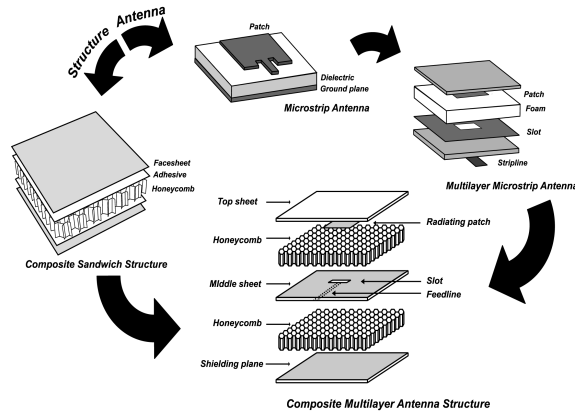 Structure Antenna
Patch
Dielectric
Ground plane
Microstrip Antenna
Patch
Foam
Slot
Stripline
Multilayer Microstrip Antenna
Facesheet
Adhesive
Honeycomb
Composite Sandwich Structure
Top sheet
Radiating patch
Honeycomb
Middle sheet
Slot
Feedline
Honeycomb
Shielding plane
Composite Multilayer Antenna Structure